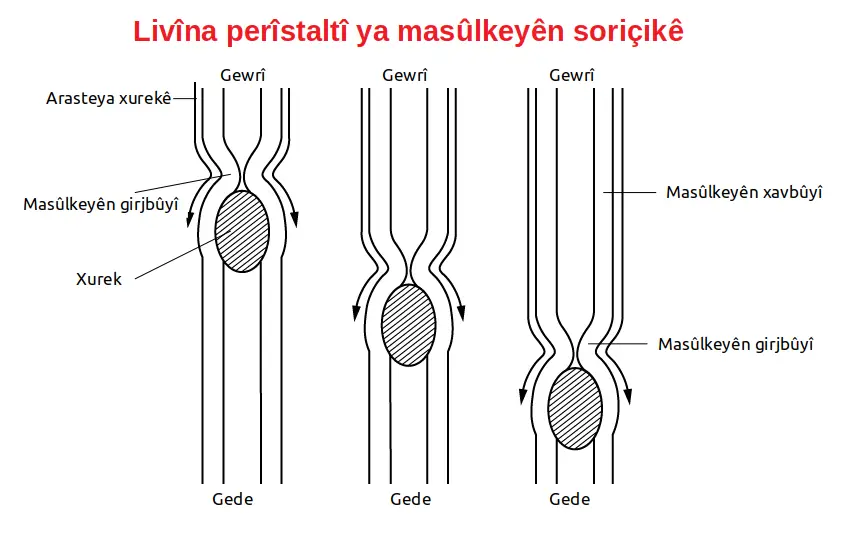 Livîna perîstaltî ya masûlkeyên soriçikê
Gewrî
Gewrî
Gewrî
Arasteya xurekê
Masûlkeyên girjbûyî
Xurek
Masûlkeyên xavbûyî
Masûlkeyên girjbûyî
Gede
Gede
Gede